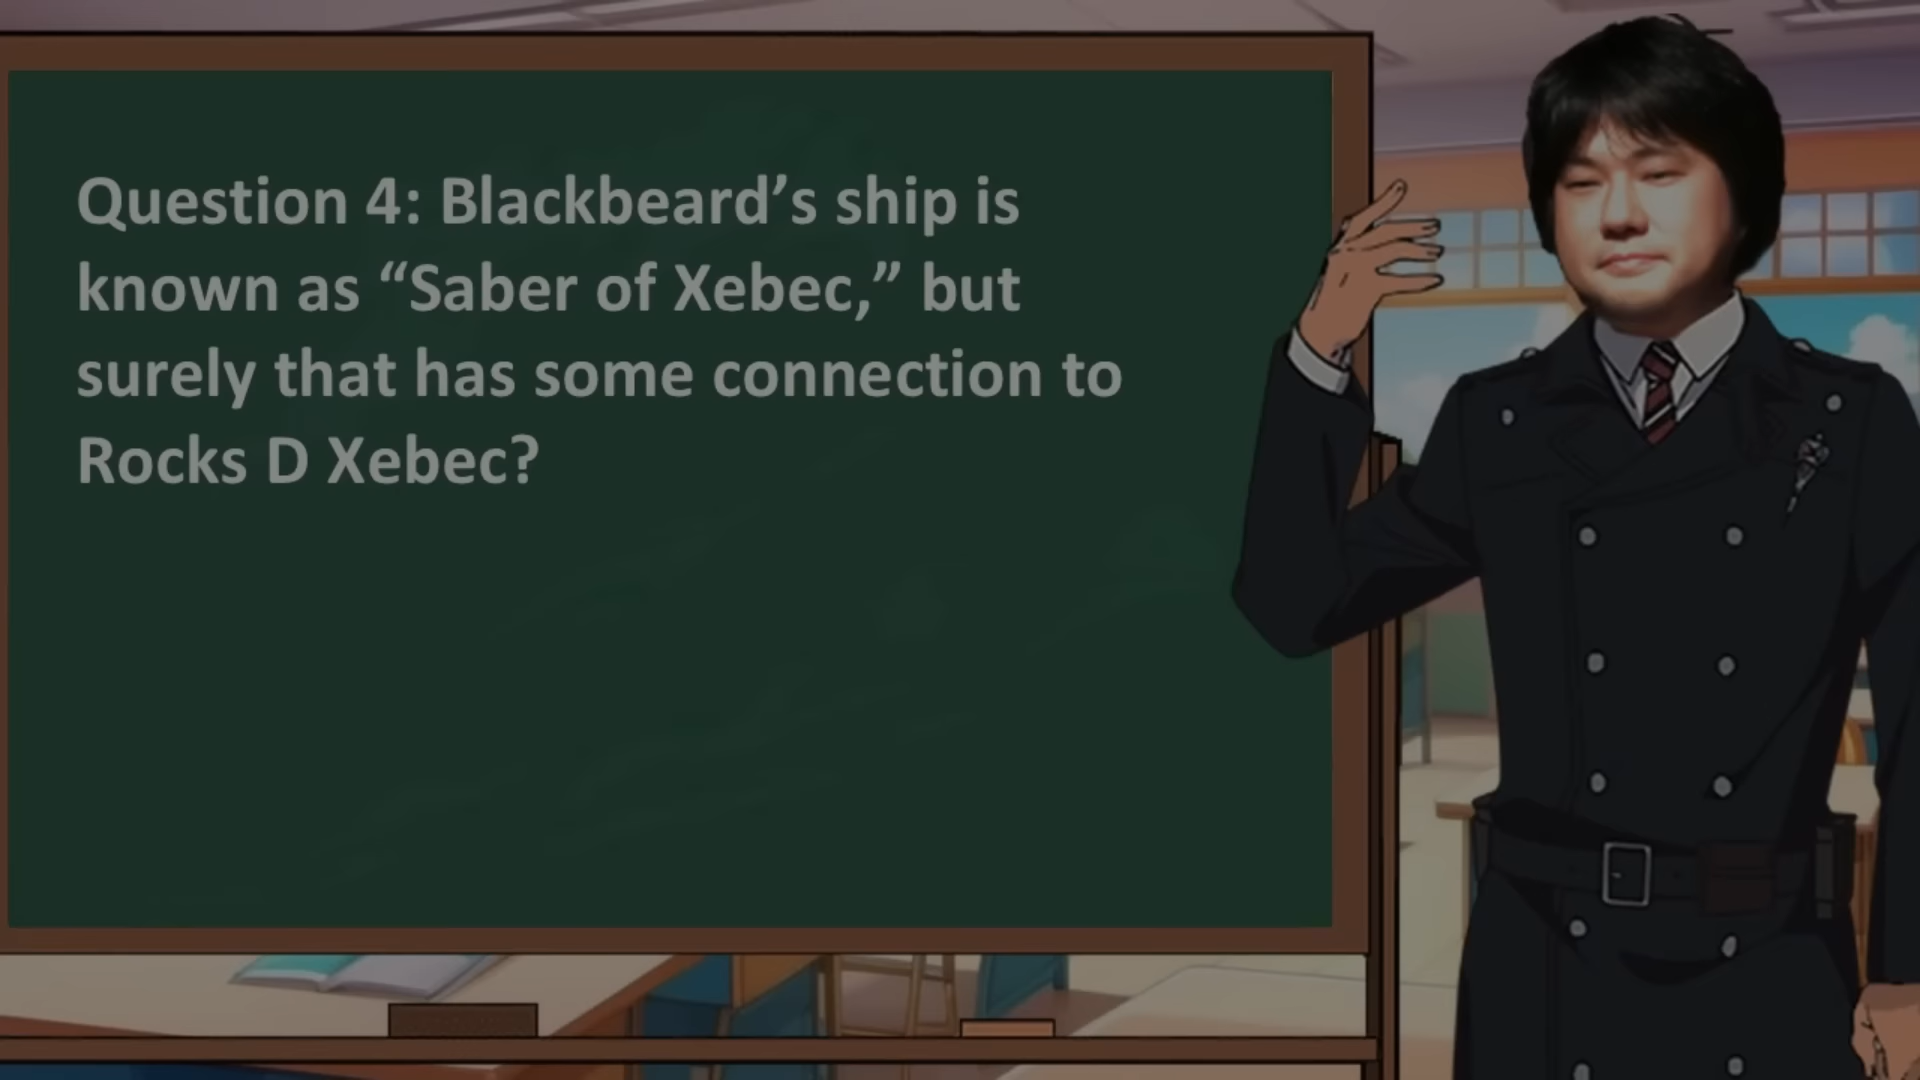 Question 4: Blackbeard’s ship is
known as “Saber of Xebec,” but
surely that has some connection to
Rocks D Xebec?